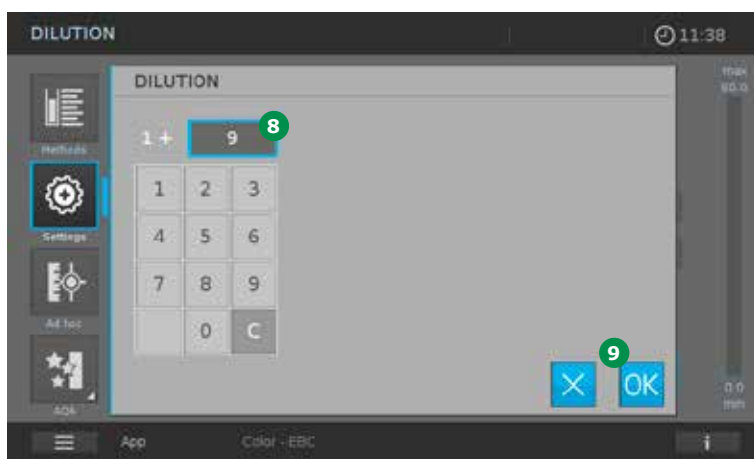 DILUTION
11:38
DILUTION
max
80.0
Methods
1 +
9
8
1 2 3
Settings
4 5 6
7 8 9
Ad hoc
0 C
9
OK
AQA
0.0
min
App
Color - EBC
i